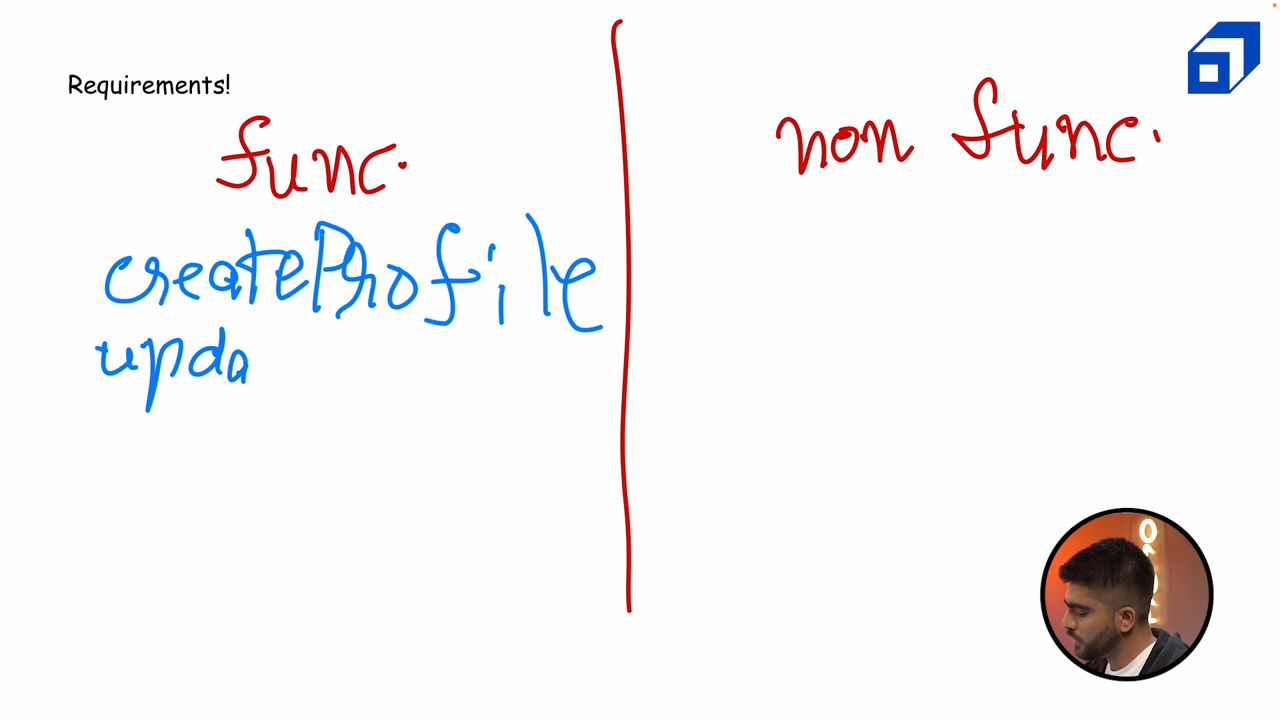 Requirements!
func.
non func.
createProfile
upda